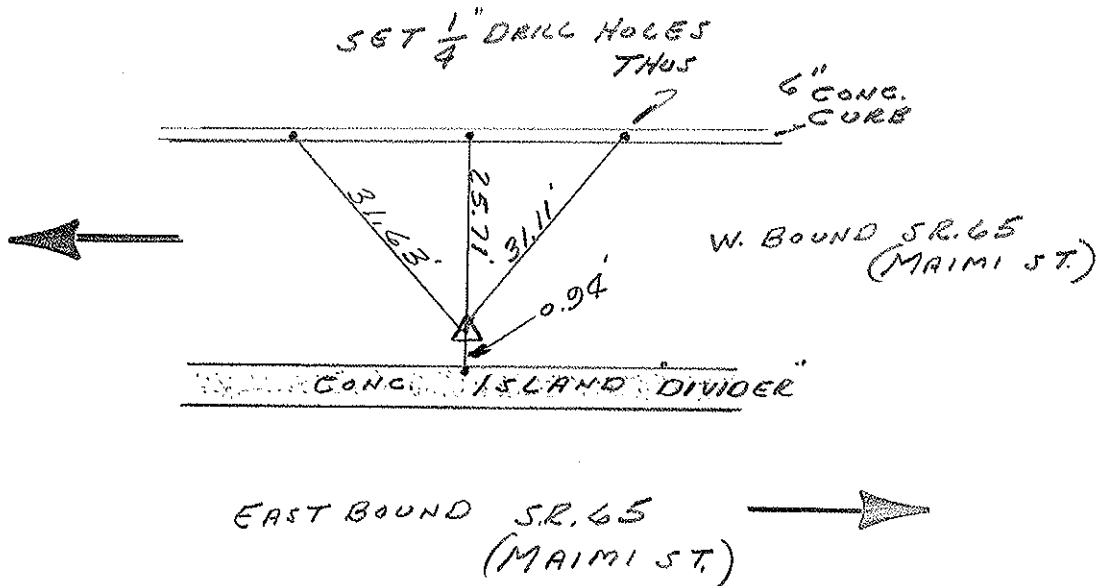 SET 1/4" DRILL HOLES
THUS
6" CONC.
CURB
31.63'
25.71'
31.11'
W. BOUND S.R. 65
(MAIMI ST.)
0.94'
CONC. ISLAND "DIVIDER"
EAST BOUND S.R. 65
(MAIMI ST.)